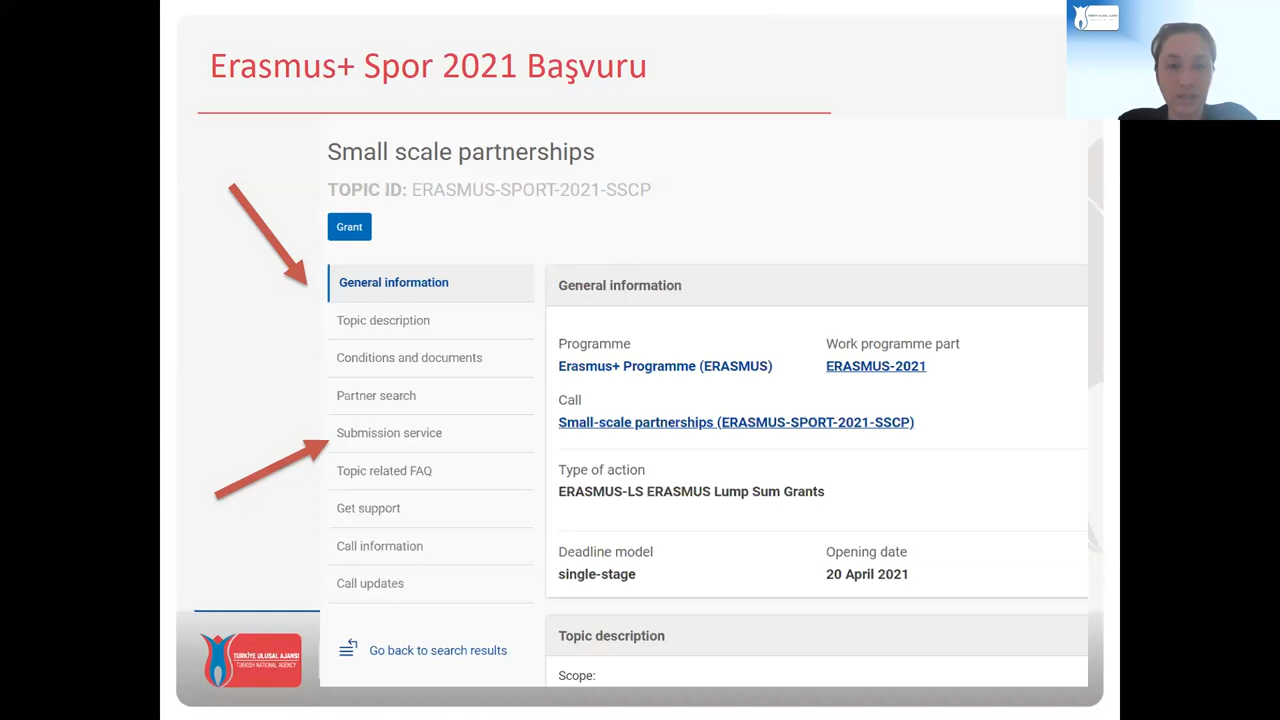 Erasmus+ Spor 2021 Başvuru
Small scale partnerships
TOPIC ID: ERASMUS-SPORT-2021-SSCP
Grant
General information
Topic description
Conditions and documents
Partner search
Submission service
Topic related FAQ
Get support
Call information
Call updates
Go back to search results
General information
Programme
Erasmus+ Programme (ERASMUS)
Work programme part
ERASMUS-2021
Call
Small-scale partnerships (ERASMUS-SPORT-2021-SSCP)
Type of action
ERASMUS-LS ERASMUS Lump Sum Grants
Deadline model
single-stage
Opening date
20 April 2021
Topic description
Scope:
TÜRKİYE ULUSAL AJANSI
TURKISH NATIONAL AGENCY